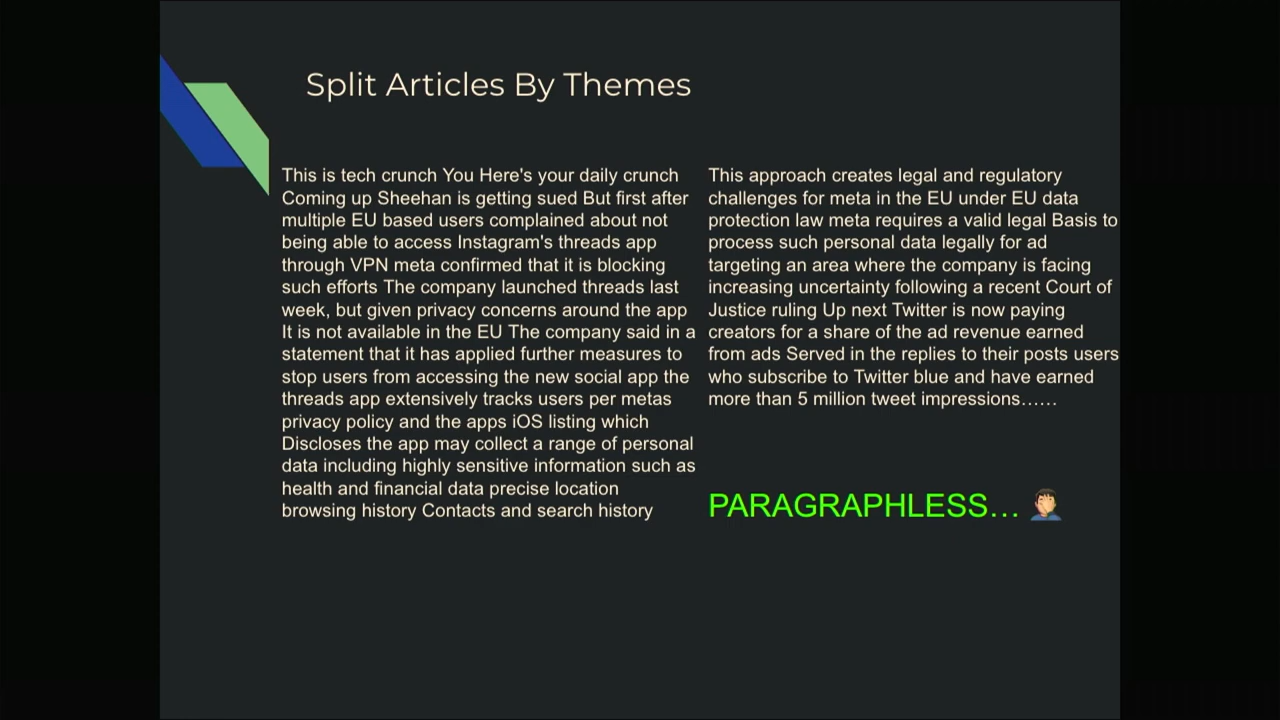 Split Articles By Themes
This is tech crunch You Here's your daily crunch
Coming up Sheehan is getting sued But first after
multiple EU based users complained about not
being able to access Instagram's threads app
through VPN meta confirmed that it is blocking
such efforts The company launched threads last
week, but given privacy concerns around the app
It is not available in the EU The company said in a
statement that it has applied further measures to
stop users from accessing the new social app the
threads app extensively tracks users per metas
privacy policy and the apps iOS listing which
Discloses the app may collect a range of personal
data including highly sensitive information such as
health and financial data precise location
browsing history Contacts and search history
This approach creates legal and regulatory
challenges for meta in the EU under EU data
protection law meta requires a valid legal Basis to
process such personal data legally for ad
targeting an area where the company is facing
increasing uncertainty following a recent Court of
Justice ruling Up next Twitter is now paying
creators for a share of the ad revenue earned
from ads Served in the replies to their posts users
who subscribe to Twitter blue and have earned
more than 5 million tweet impressions……
PARAGRAPHLESS… 🤦🏻‍♂️